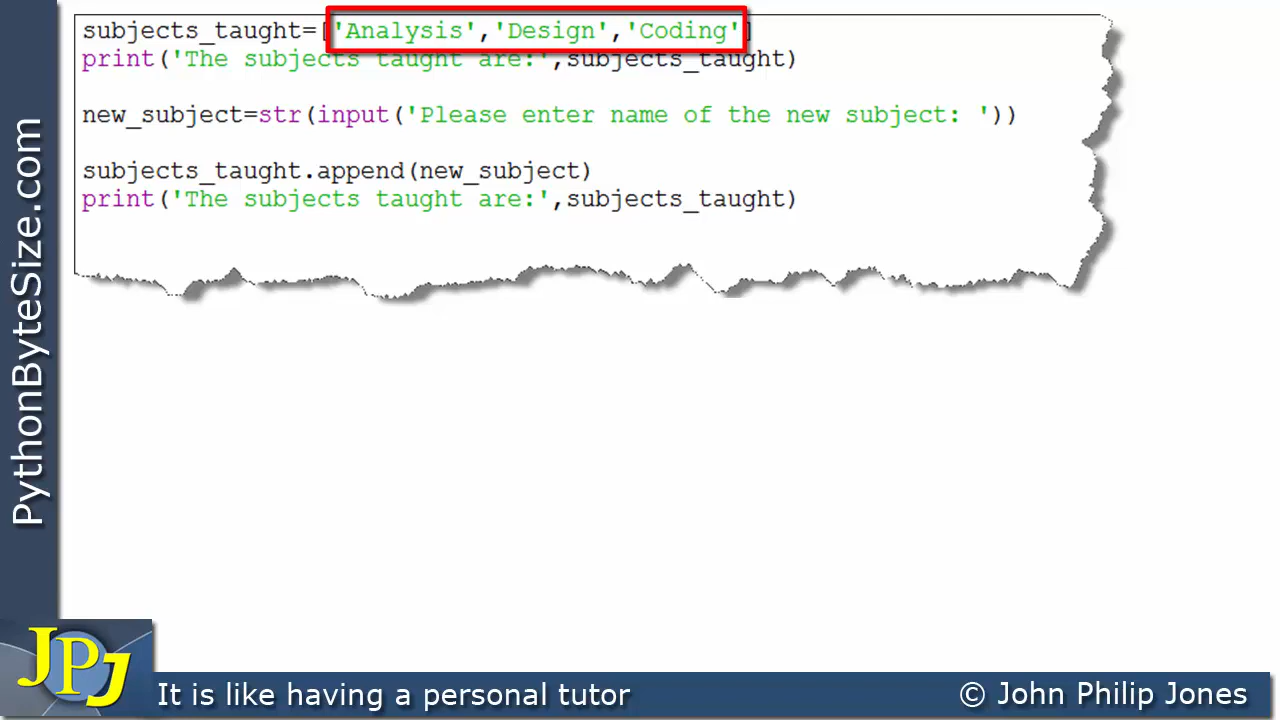 subjects_taught=['Analysis','Design','Coding']
print('The subjects taught are:',subjects_taught)
new_subject=str(input('Please enter name of the new subject: '))
subjects_taught.append(new_subject)
print('The subjects taught are:',subjects_taught)
PythonByteSize.com
JPJ
It is like having a personal tutor
© John Philip Jones